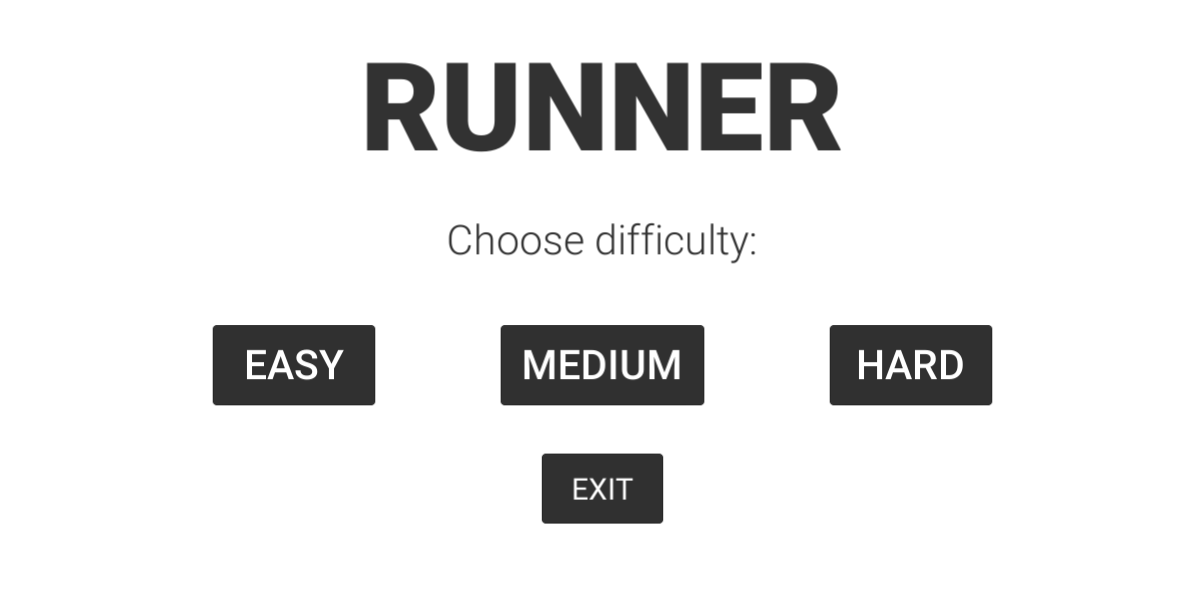 RUNNER
Choose difficulty:
EASY MEDIUM HARD
EXIT